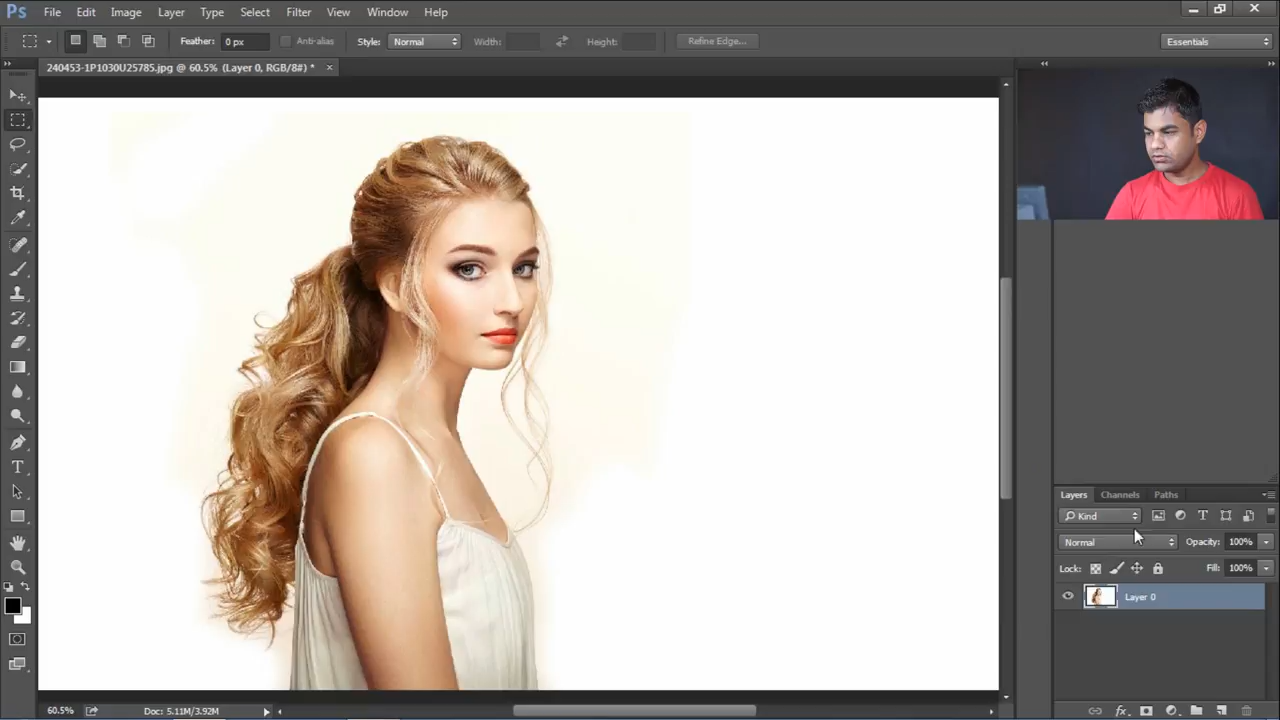 Ps File Edit Image Layer Type Select Filter View Window Help
Feather: 0 px Anti-alias Style: Normal Width: Height: Refine Edge... Essentials
240453-1P1030U25785.jpg @ 60.5% (Layer 0, RGB/8#) *
Layers Channels Paths
Kind
Normal Opacity: 100%
Lock: Fill: 100%
Layer 0
60.5% Doc: 5.11M/3.92M